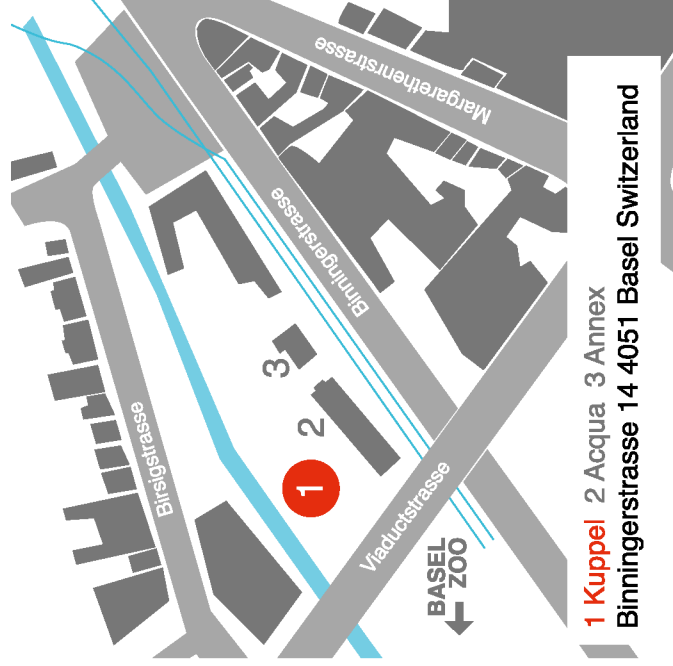 Margarethenrstrasse
Binningerstrasse
Birsigstrasse
Viaductstrasse
3
2
1
BASEL
ZOO
1 Kuppel 2 Acqua 3 Annex
Binningerstrasse 14 4051 Basel Switzerland